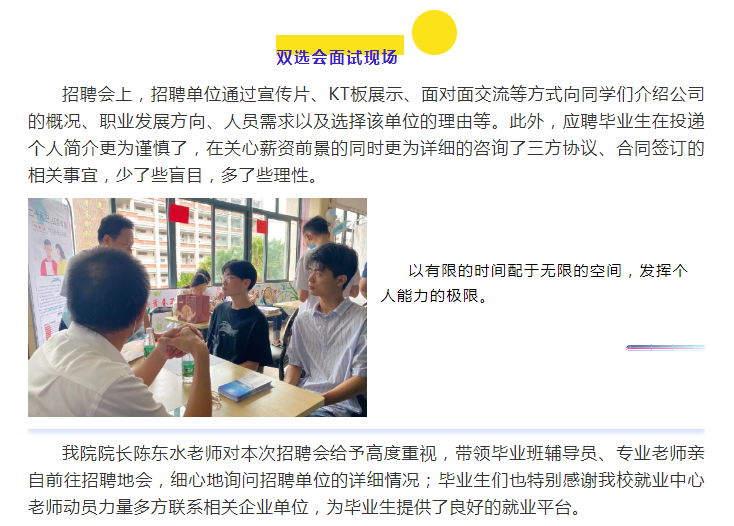 双选会面试现场
招聘会上，招聘单位通过宣传片、KT板展示、面对面交流等方式向同学们介绍公司
的概况、职业发展方向、人员需求以及选择该单位的理由等。此外，应聘毕业生在投递
个人简介更为谨慎了，在关心薪资前景的同时更为详细的咨询了三方协议、合同签订的
相关事宜，少了些盲目，多了些理性。
以有限的时间配于无限的空间，发挥个
人能力的极限。
我院院长陈东水老师对本次招聘会给予高度重视，带领毕业班辅导员、专业老师亲
自前往招聘地会，细心地询问招聘单位的详细情况；毕业生们也特别感谢我校就业中心
老师动员力量多方联系相关企业单位，为毕业生提供了良好的就业平台。